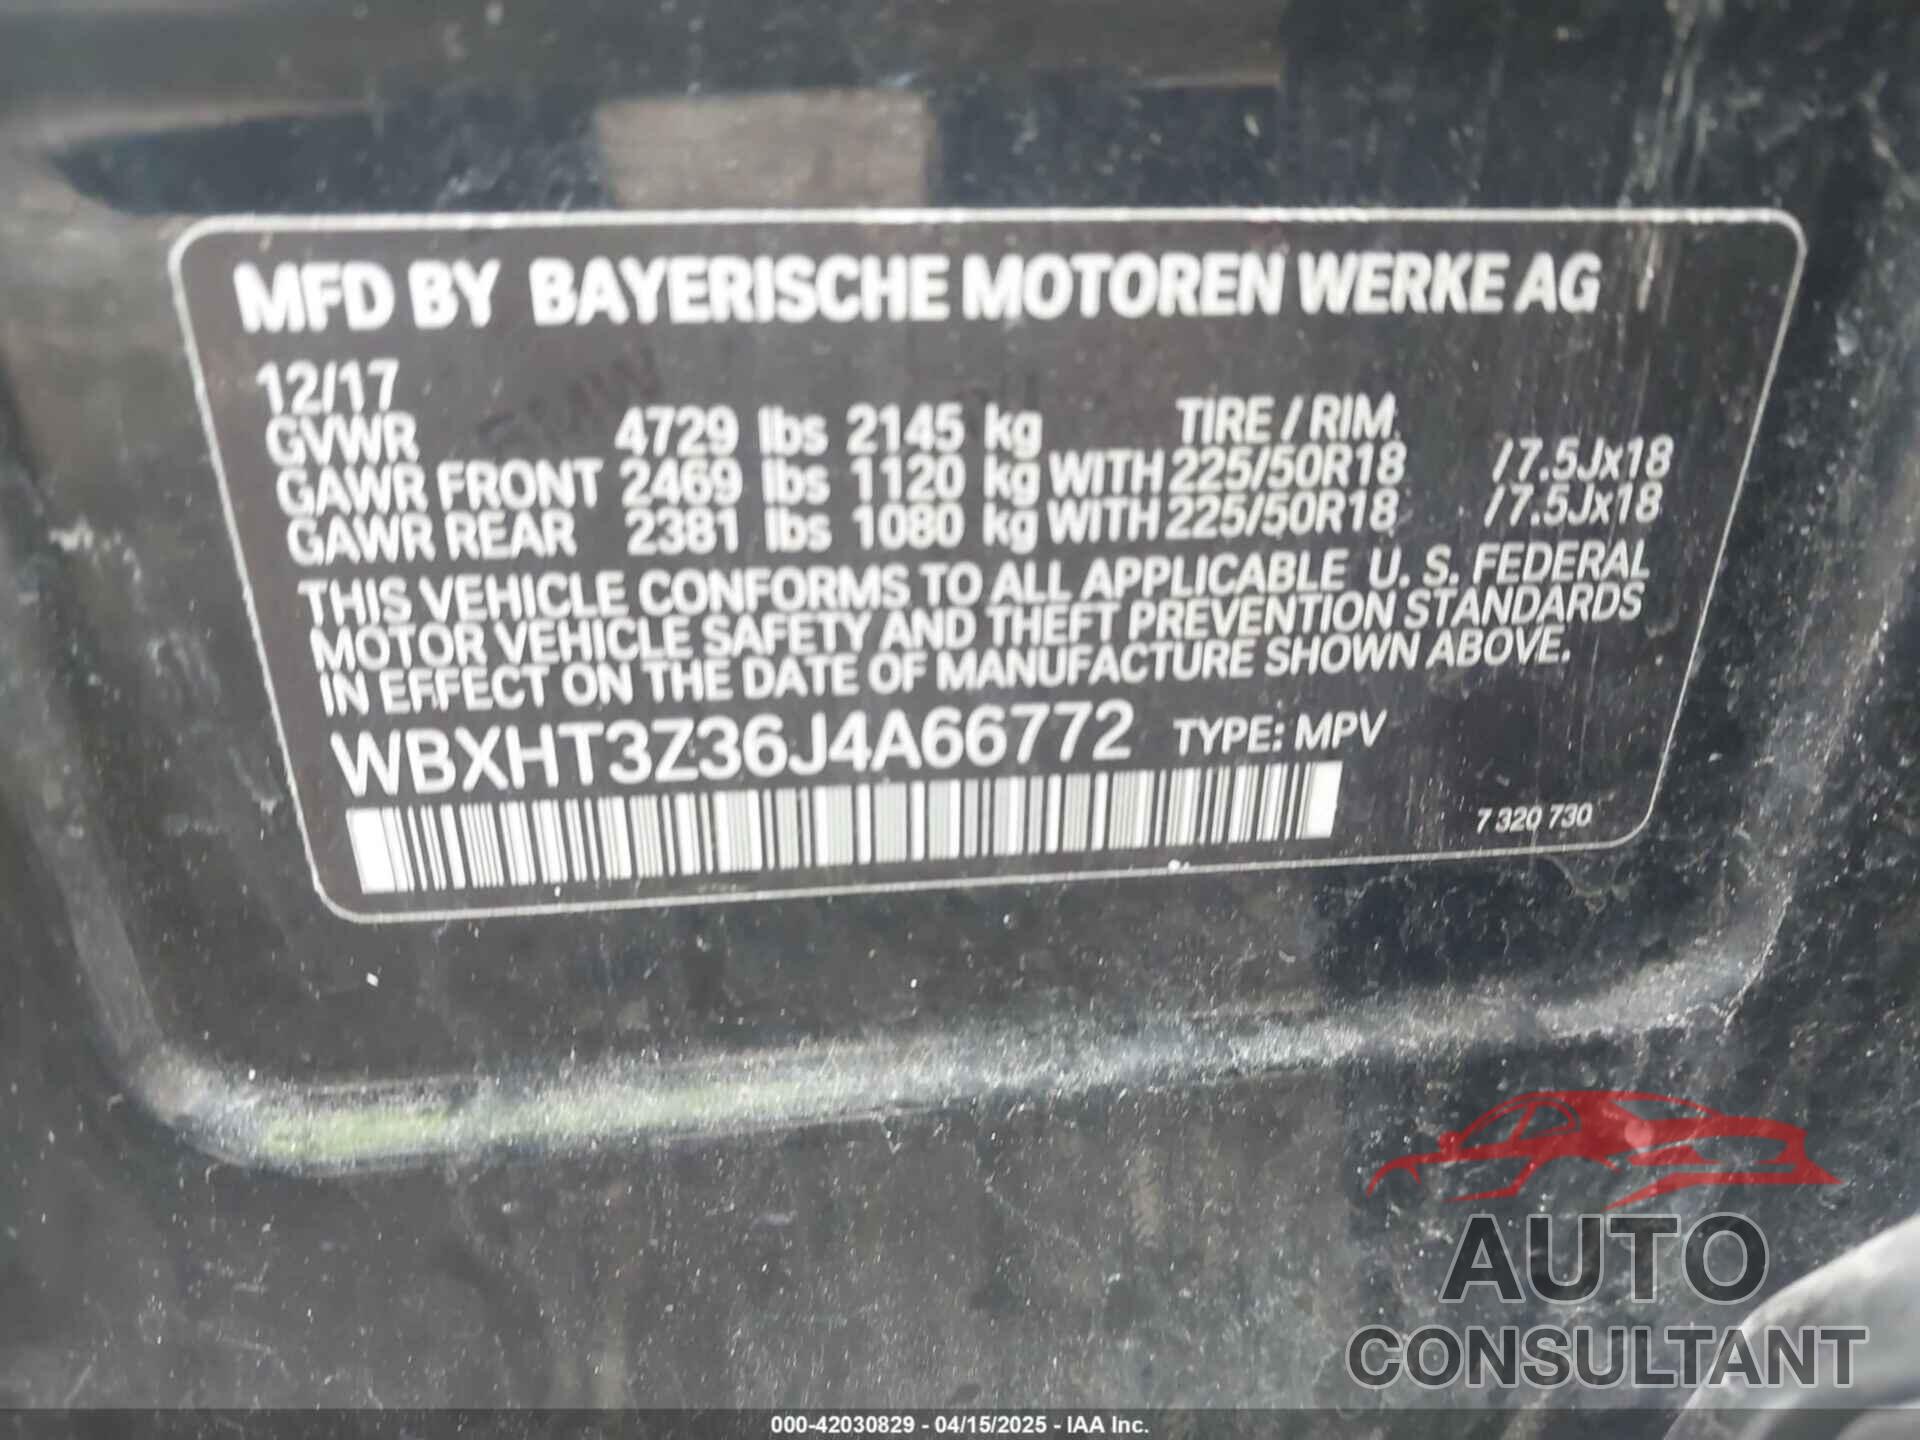 MFD BY BAYERISCHE MOTOREN WERKE AG
12/17
GVWR 4729 lbs 2145 kg TIRE / RIM
GAWR FRONT 2469 lbs 1120 kg WITH 225/50R18 /7.5Jx18
GAWR REAR 2381 lbs 1080 kg WITH 225/50R18 /7.5Jx18
THIS VEHICLE CONFORMS TO ALL APPLICABLE U. S. FEDERAL
MOTOR VEHICLE SAFETY AND THEFT PREVENTION STANDARDS
IN EFFECT ON THE DATE OF MANUFACTURE SHOWN ABOVE.
WBXHT3Z36J4A66772 TYPE: MPV
7 320 730
AUTO
CONSULTANT
000-42030829 - 04/15/2025 - IAA Inc.